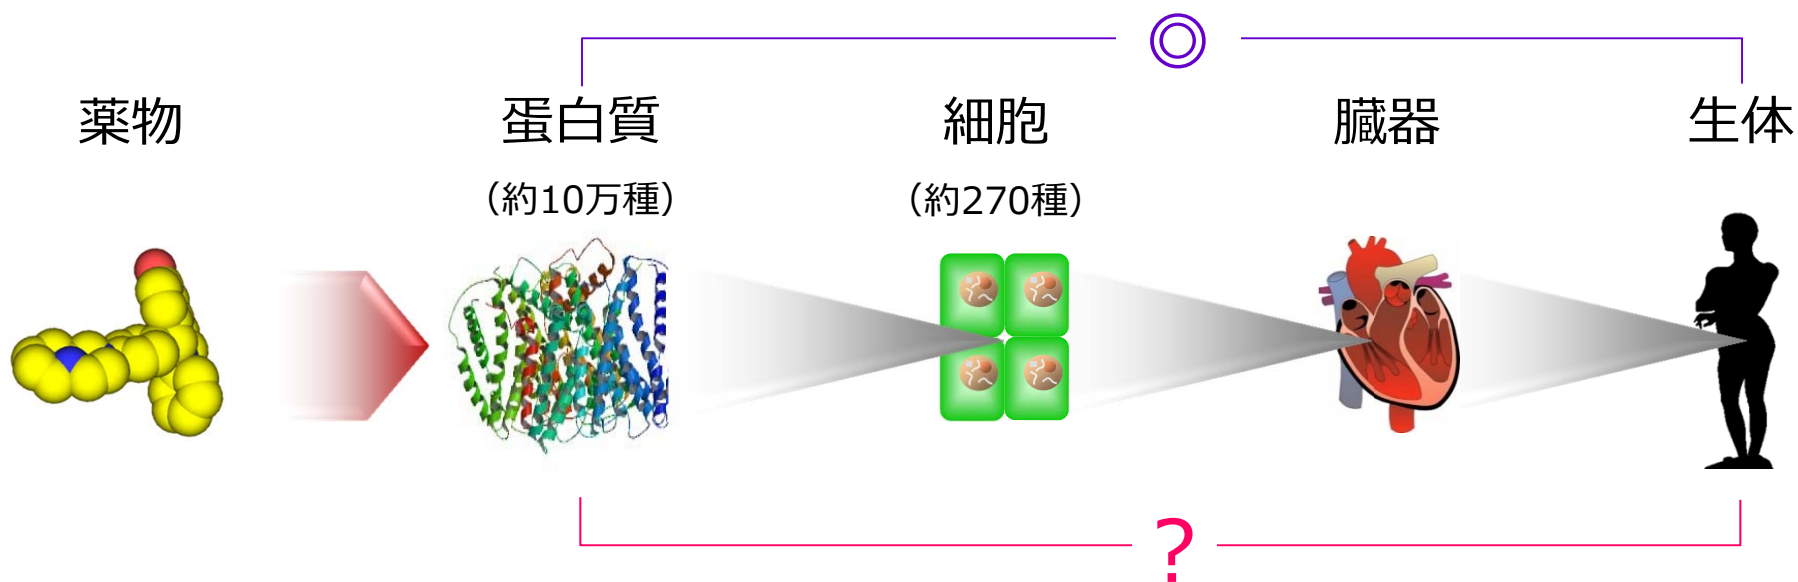 ◎
薬物
蛋白質
細胞
臓器
生体
（約10万種）
（約270種）
？